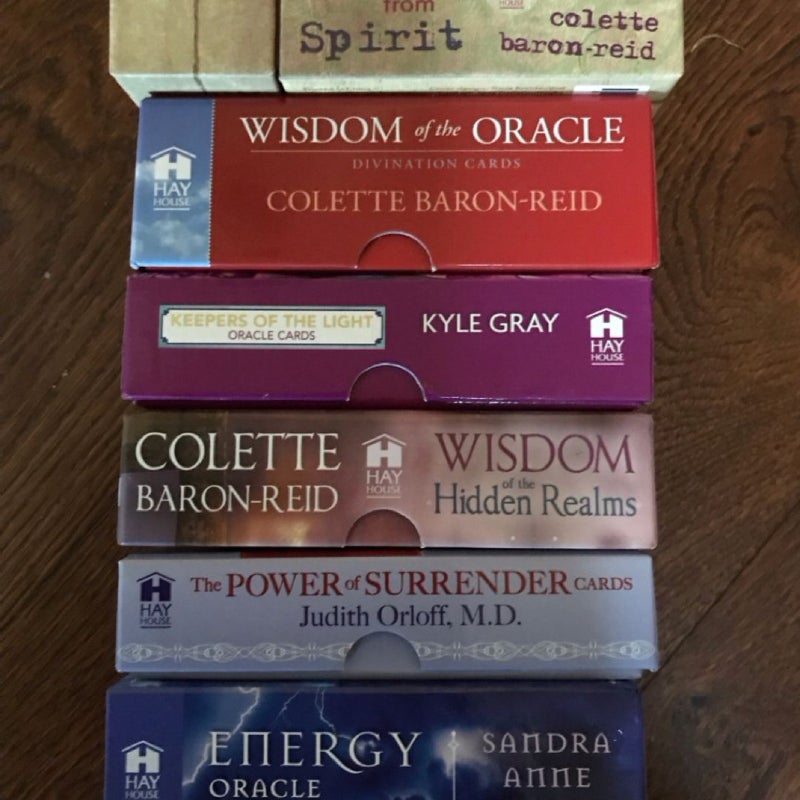 from
Spirit
colette
baron-reid
HOUSE
WISDOM of the ORACLE
DIVINATION CARDS
COLETTE BARON-REID
HAY
HOUSE
KEEPERS OF THE LIGHT
ORACLE CARDS
KYLE GRAY
HAY
HOUSE
COLETTE
BARON-REID
HAY
HOUSE
WISDOM
of the
Hidden Realms
HAY
HOUSE
The POWER of SURRENDER CARDS
Judith Orloff, M.D.
HAY
HOUSE
ENERGY
ORACLE
SANDRA
ANNE